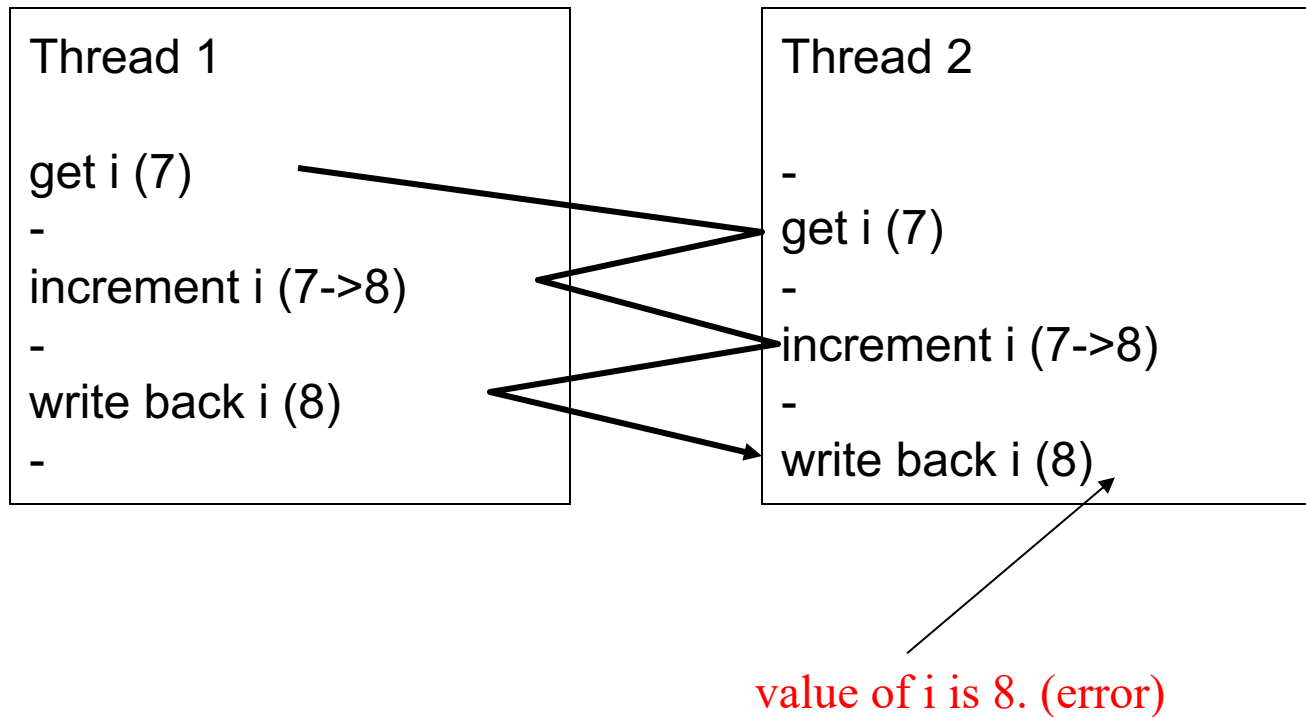 Thread 1
get i (7)
-
increment i (7->8)
-
write back i (8)
-
Thread 2
-
get i (7)
-
increment i (7->8)
-
write back i (8)
value of i is 8. (error)